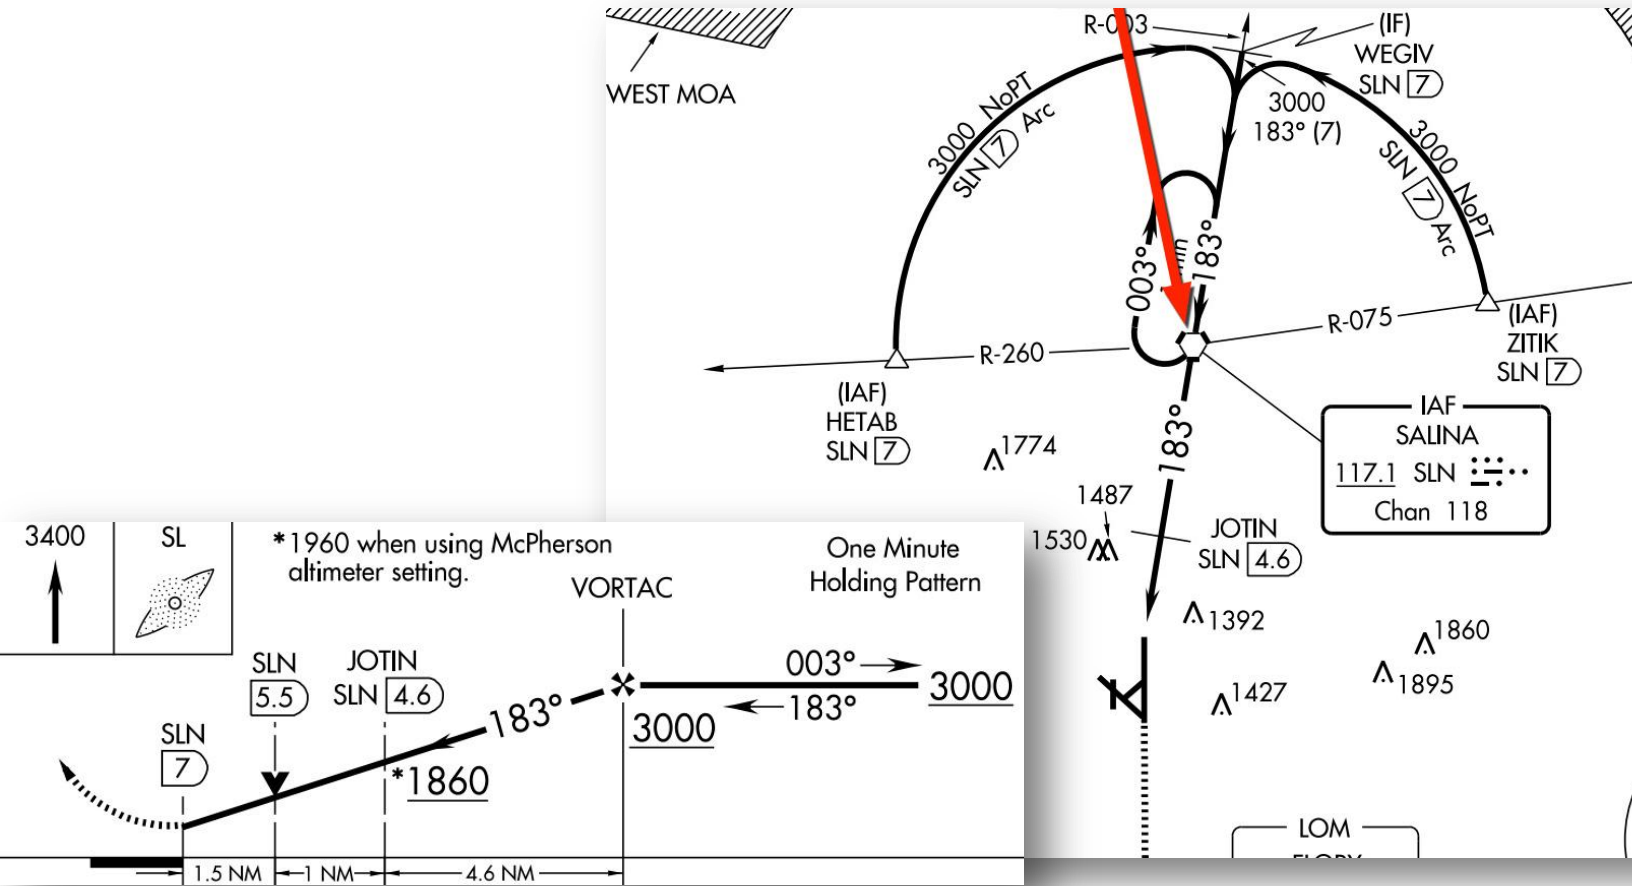 R-003
(IF)
WEGIV
SLN 7
WEST MOA
3000 NoPT
SLN 7 Arc
3000
183° (7)
3000 NoPT
SLN 7 Arc
003°
183°
R-260
R-075
(IAF)
ZITIK
SLN 7
(IAF)
HETAB
SLN 7
IAF
SALINA
117.1 SLN
Chan 118
183°
1774
1487
1530
JOTIN
SLN 4.6
1392
1860
1895
1427
LOM
3400
SL
*1960 when using McPherson
altimeter setting.
VORTAC
One Minute
Holding Pattern
SLN
5.5
JOTIN
SLN 4.6
SLN
7
183°
003°
183°
3000
3000
*1860
1.5 NM
1 NM
4.6 NM